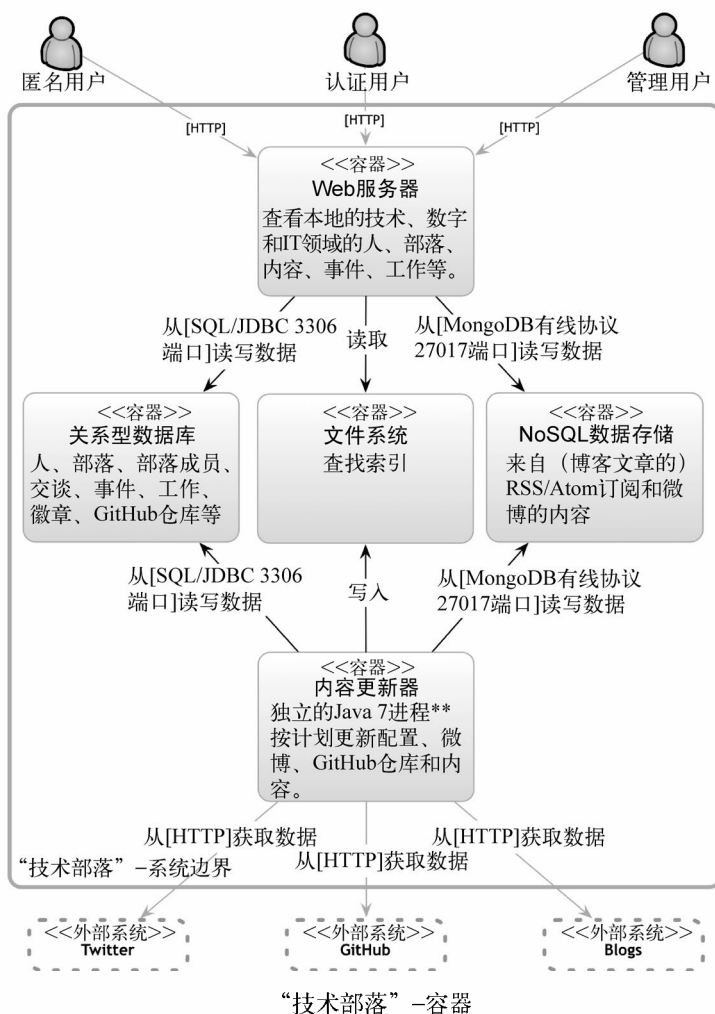 匿名用户
认证用户
管理用户
[HTTP]
[HTTP]
[HTTP]
<<容器>>
Web服务器
查看本地的技术、数字
和IT领域的人、部落、
内容、事件、工作等。
从[SQL/JDBC 3306
端口]读写数据
读取
从[MongoDB有线协议
27017端口]读写数据
<<容器>>
关系型数据库
人、部落、部落成员、
交谈、事件、工作、
徽章、GitHub仓库等
<<容器>>
文件系统
查找索引
<<容器>>
NoSQL数据存储
来自（博客文章的）
RSS/Atom订阅和微
博的内容
从[SQL/JDBC 3306
端口]读写数据
写入
从[MongoDB有线协议
27017端口]读写数据
<<容器>>
内容更新器
独立的Java 7进程**
按计划更新配置、微
博、GitHub仓库和内
容。
从[HTTP]获取数据
从[HTTP]获取数据
从[HTTP]获取数据
“技术部落”–系统边界
<<外部系统>>
Twitter
<<外部系统>>
GitHub
<<外部系统>>
Blogs
“技术部落”–容器